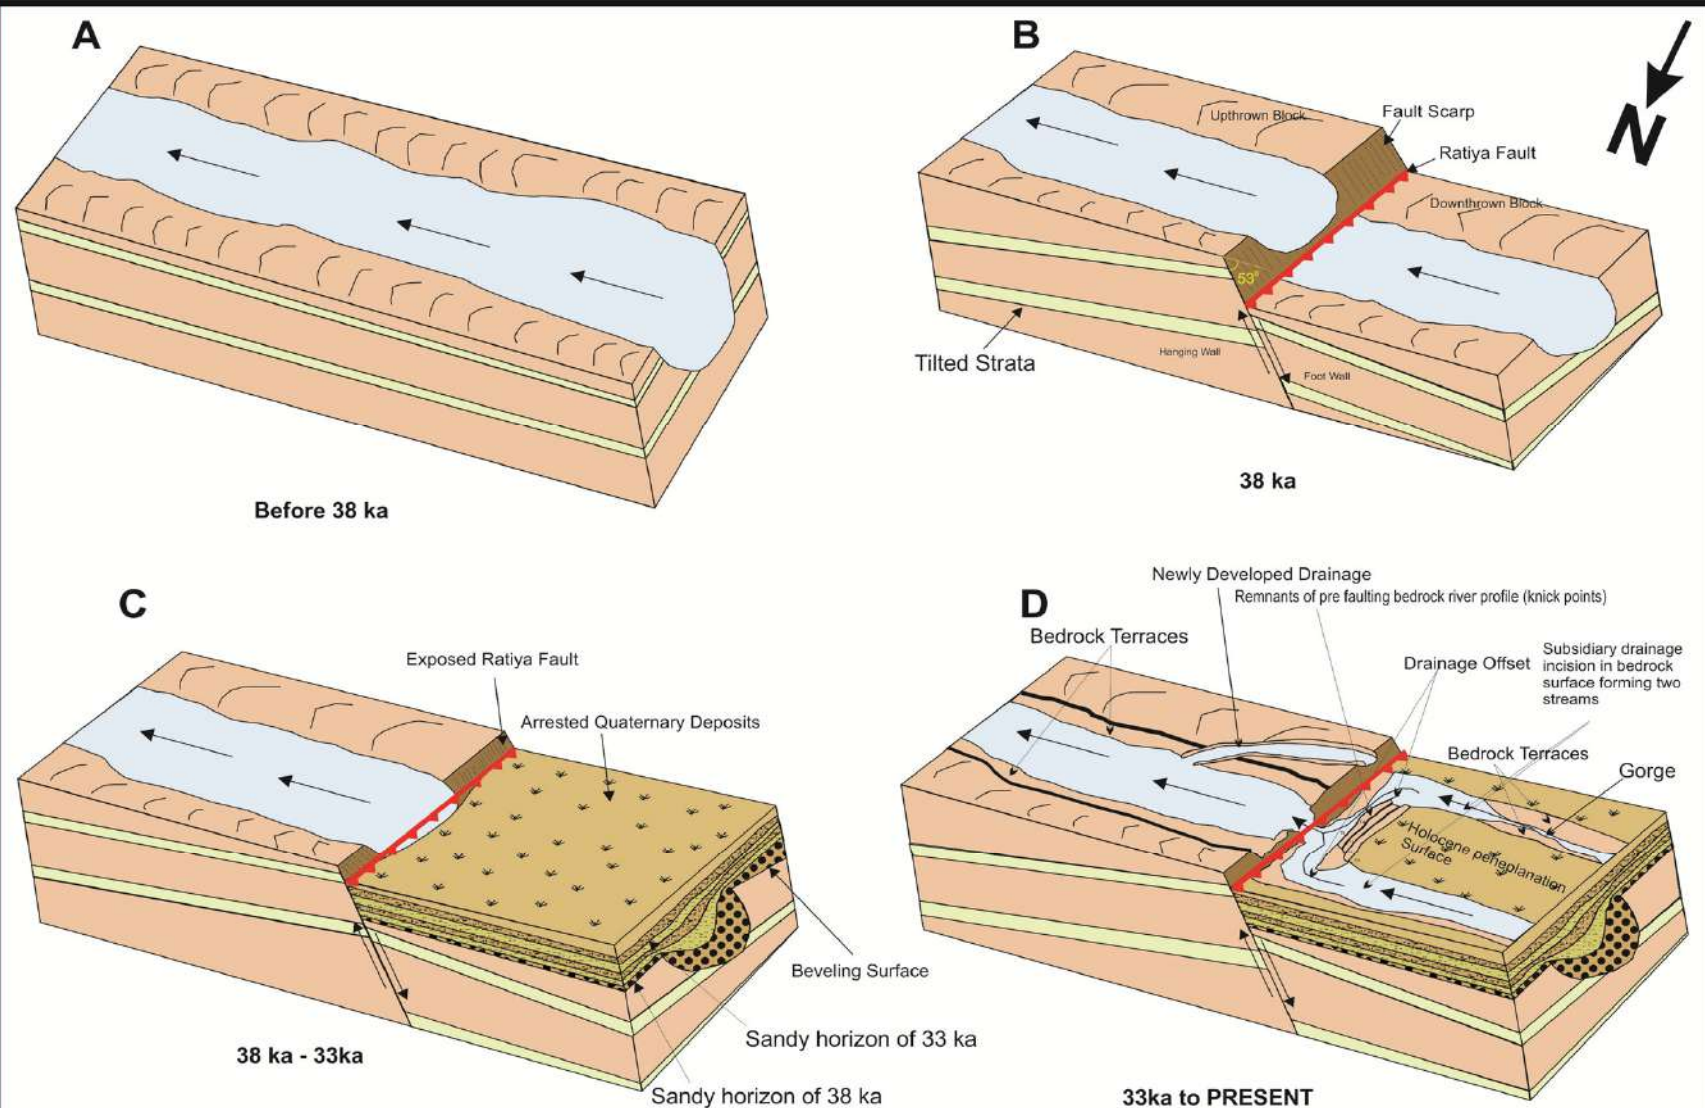 A
Before 38 ka
B
Upthrown Block
Fault Scarp
Ratiya Fault
Downthrown Block
N
53°
Tilted Strata
Hanging Wall
Foot Wall
38 ka
C
Exposed Ratiya Fault
Arrested Quaternary Deposits
Beveling Surface
Sandy horizon of 33 ka
38 ka - 33ka
Sandy horizon of 38 ka
D
Newly Developed Drainage
Remnants of pre faulting bedrock river profile (knick points)
Bedrock Terraces
Drainage Offset
Subsidiary drainage
incision in bedrock
surface forming two
streams
Bedrock Terraces
Gorge
Holocene peneplanation
Surface
33ka to PRESENT